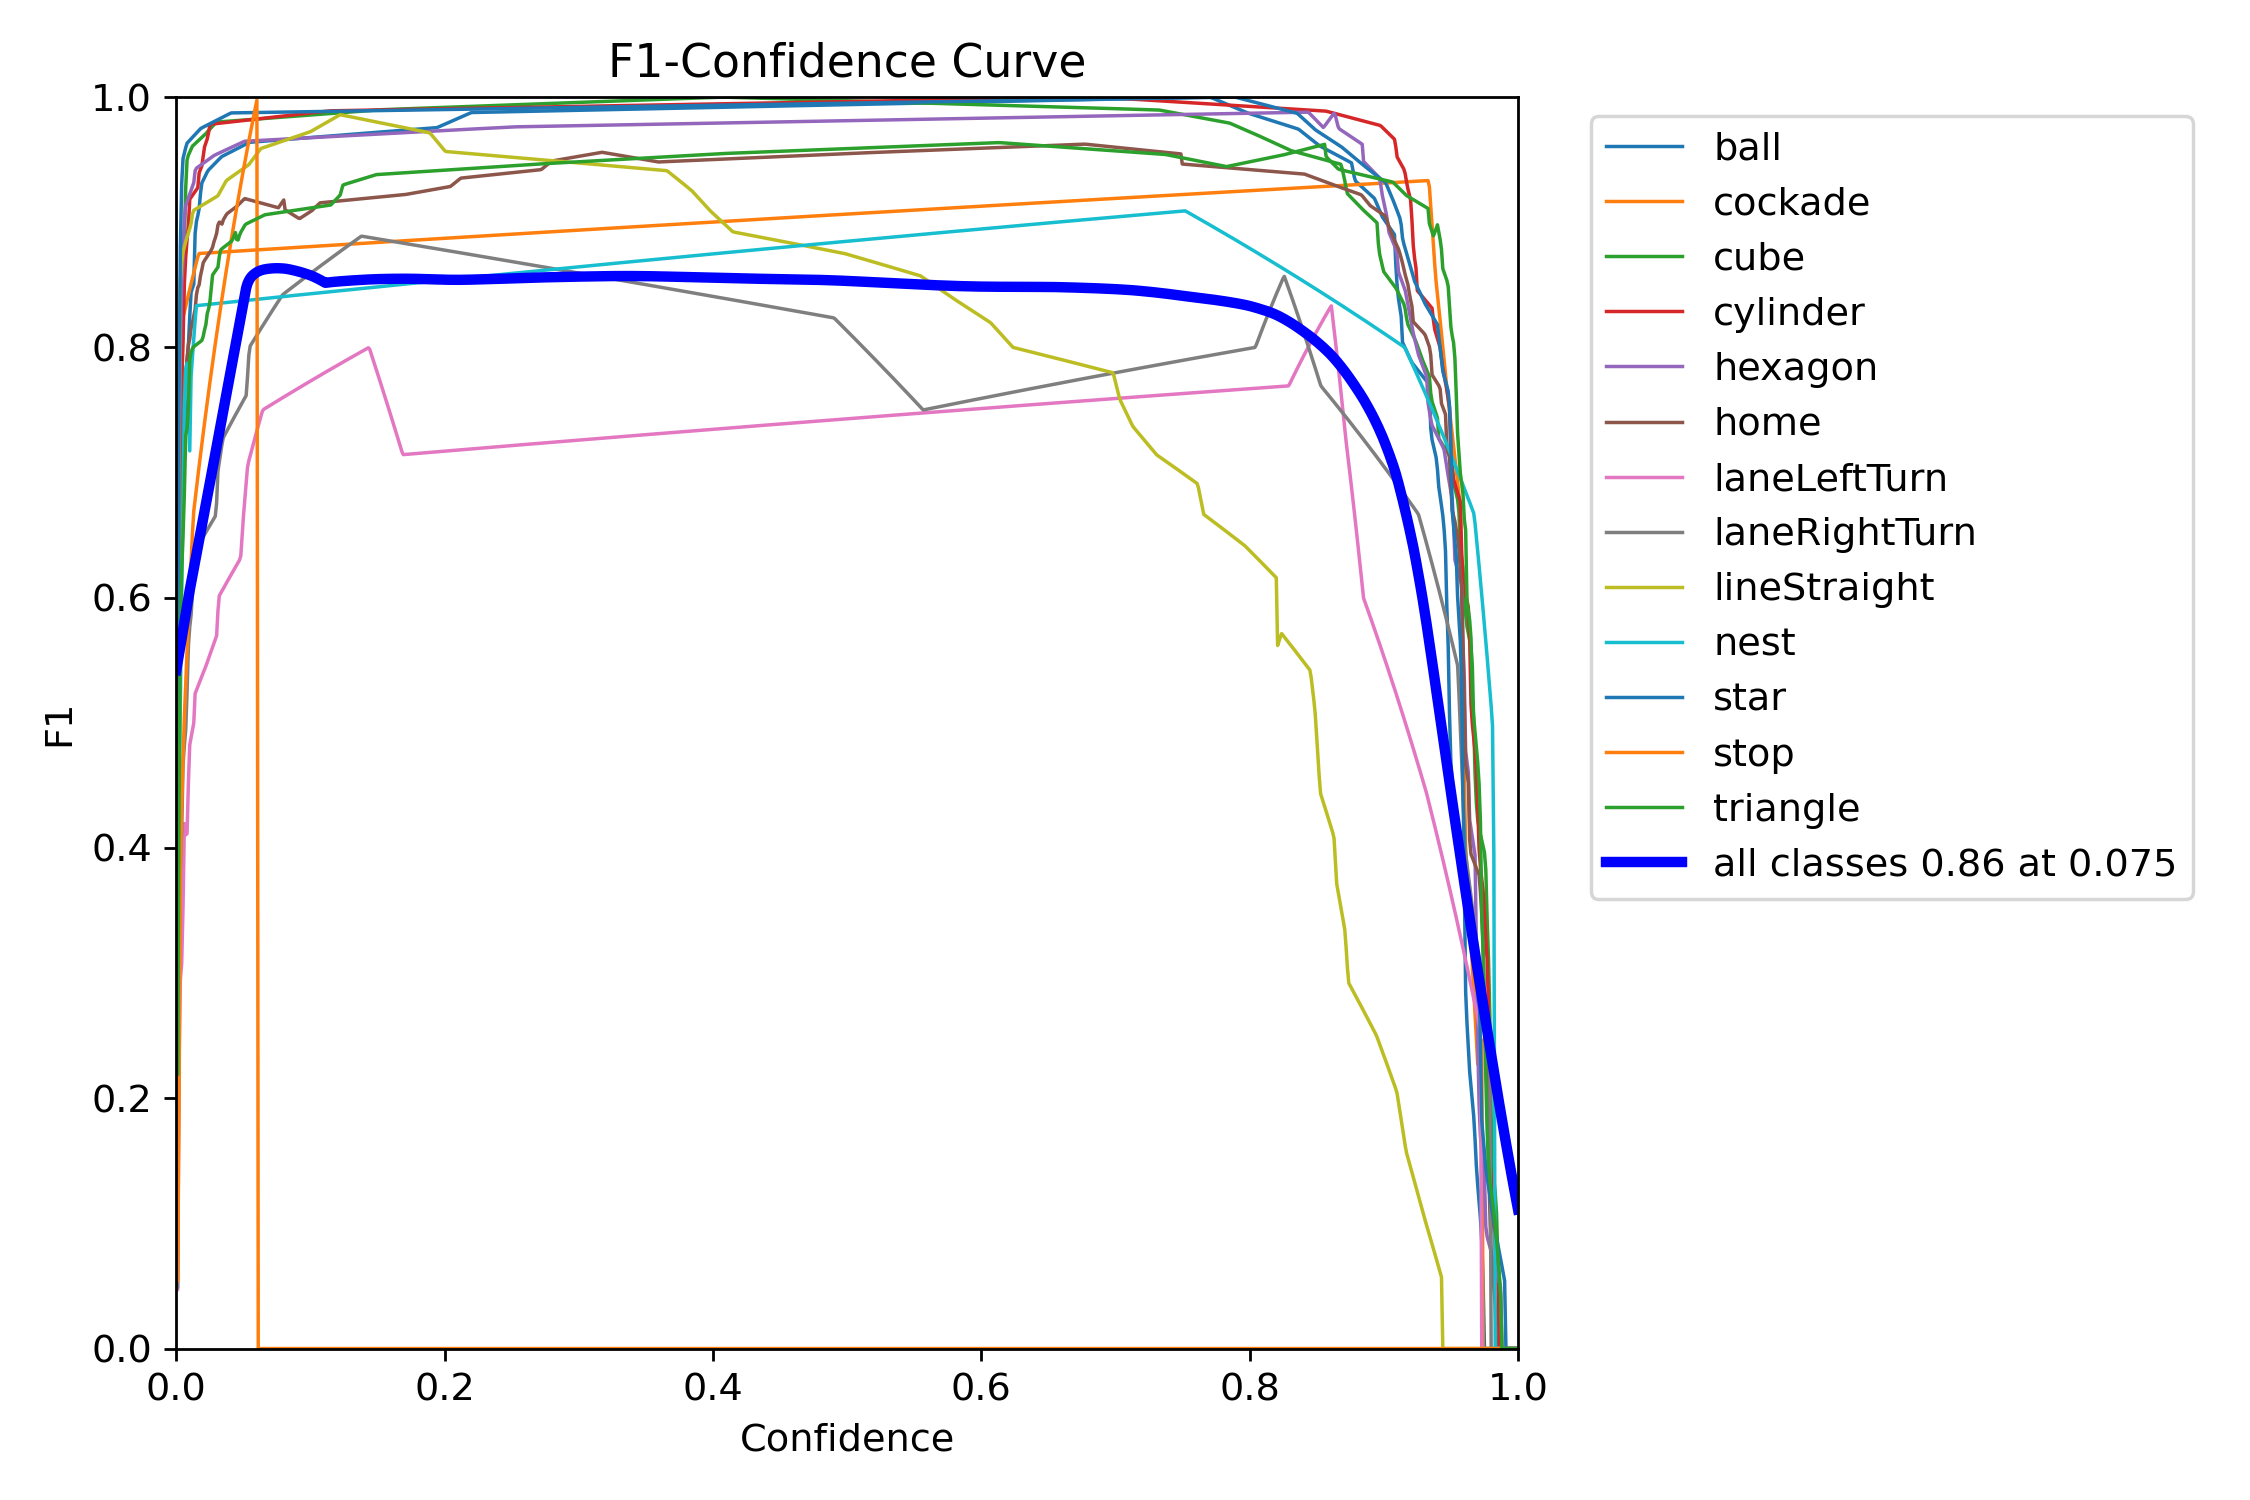 F1-Confidence Curve
1.0
0.8
0.6
0.4
0.2
0.0
F1
0.0 0.2 0.4 0.6 0.8 1.0
Confidence
ball
cockade
cube
cylinder
hexagon
home
laneLeftTurn
laneRightTurn
lineStraight
nest
star
stop
triangle
all classes 0.86 at 0.075